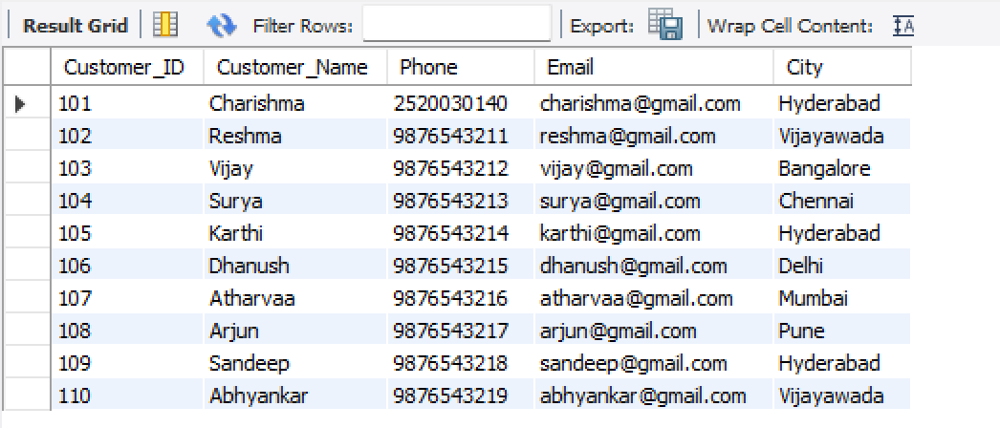 Result Grid Filter Rows: Export: Wrap Cell Content: IA
Customer_ID Customer_Name Phone Email City
101 Charishma 2520030140 charishma@gmail.com Hyderabad
102 Reshma 9876543211 reshma@gmail.com Vijayawada
103 Vijay 9876543212 vijay@gmail.com Bangalore
104 Surya 9876543213 surya@gmail.com Chennai
105 Karthi 9876543214 karthi@gmail.com Hyderabad
106 Dhanush 9876543215 dhanush@gmail.com Delhi
107 Atharvaa 9876543216 atharvaa@gmail.com Mumbai
108 Arjun 9876543217 arjun@gmail.com Pune
109 Sandeep 9876543218 sandeep@gmail.com Hyderabad
110 Abhyankar 9876543219 abhyankar@gmail.com Vijayawada